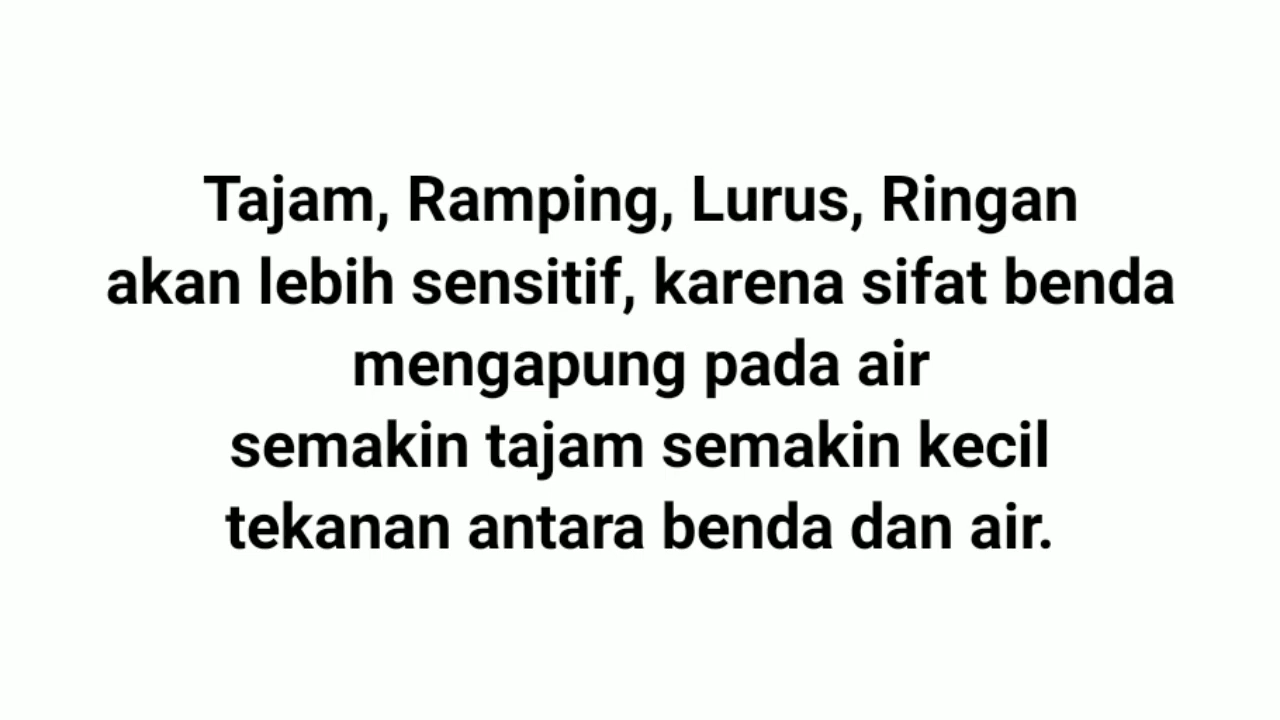 Tajam, Ramping, Lurus, Ringan
akan lebih sensitif, karena sifat benda
mengapung pada air
semakin tajam semakin kecil
tekanan antara benda dan air.